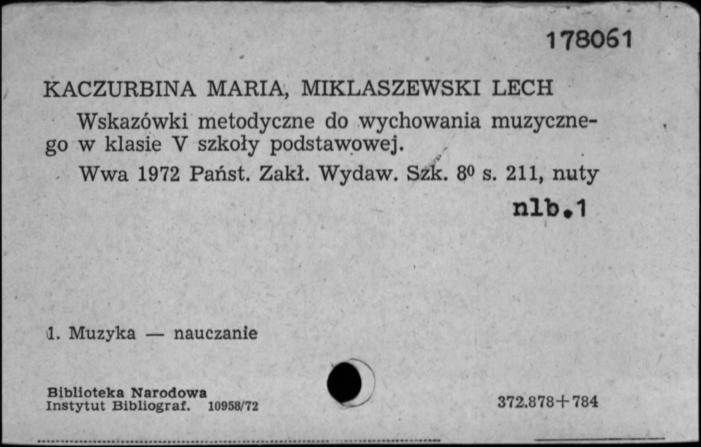 178061
KACZURBINA MARIA, MIKLASZEWSKI LECH
Wskazówki metodyczne do wychowania muzyczne-
go w klasie V szkoły podstawowej.
Wwa 1972 Państ. Zakł. Wydaw. Szk. 8⁰ s. 211, nuty
nlb.1
1. Muzyka — nauczanie
Biblioteka Narodowa
Instytut Bibliograf. 10958/72
372.878+784